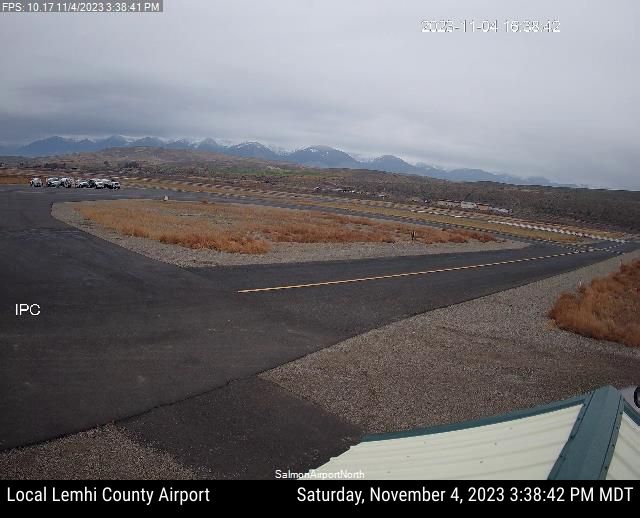 FPS: 10.17 11/4/2023 3:38:41 PM
2023-11-04 16:38:42
IPC
SalmonAirportNorth
Local Lemhi County Airport
Saturday, November 4, 2023 3:38:42 PM MDT